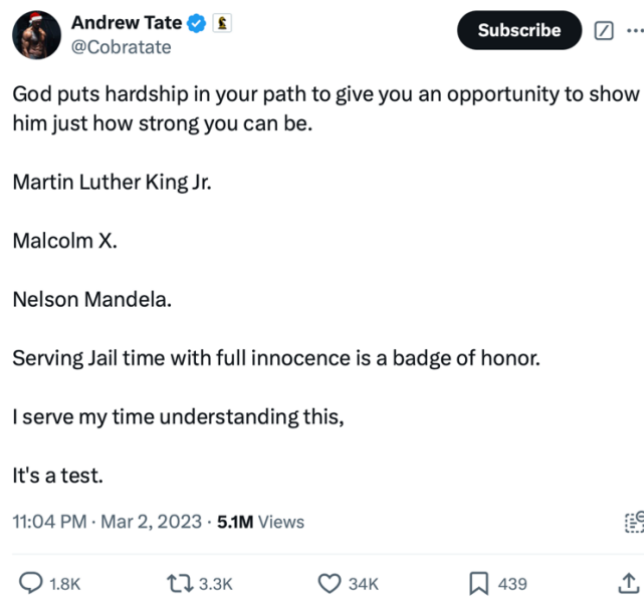 Andrew Tate
@Cobratate
Subscribe
God puts hardship in your path to give you an opportunity to show
him just how strong you can be.
Martin Luther King Jr.
Malcolm X.
Nelson Mandela.
Serving Jail time with full innocence is a badge of honor.
I serve my time understanding this,
It's a test.
11:04 PM · Mar 2, 2023 · 5.1M Views
1.8K 3.3K 34K 439